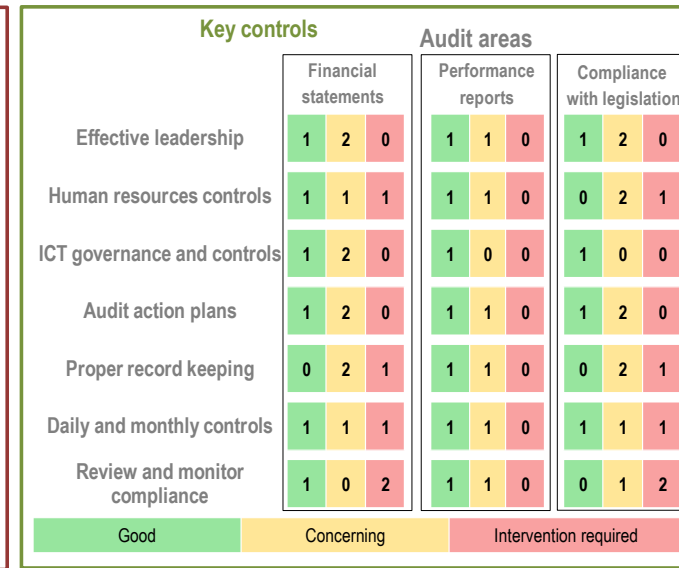 Key controls
Audit areas
Financial statements
Performance reports
Compliance with legislation
Effective leadership 1 2 0 1 1 0 1 2 0
Human resources controls 1 1 1 1 1 0 0 2 1
ICT governance and controls 1 2 0 1 0 0 1 0 0
Audit action plans 1 2 0 1 1 0 1 2 0
Proper record keeping 0 2 1 1 1 0 0 2 1
Daily and monthly controls 1 1 1 1 1 0 1 1 1
Review and monitor
compliance 1 0 2 1 1 0 0 1 2
Good Concerning Intervention required